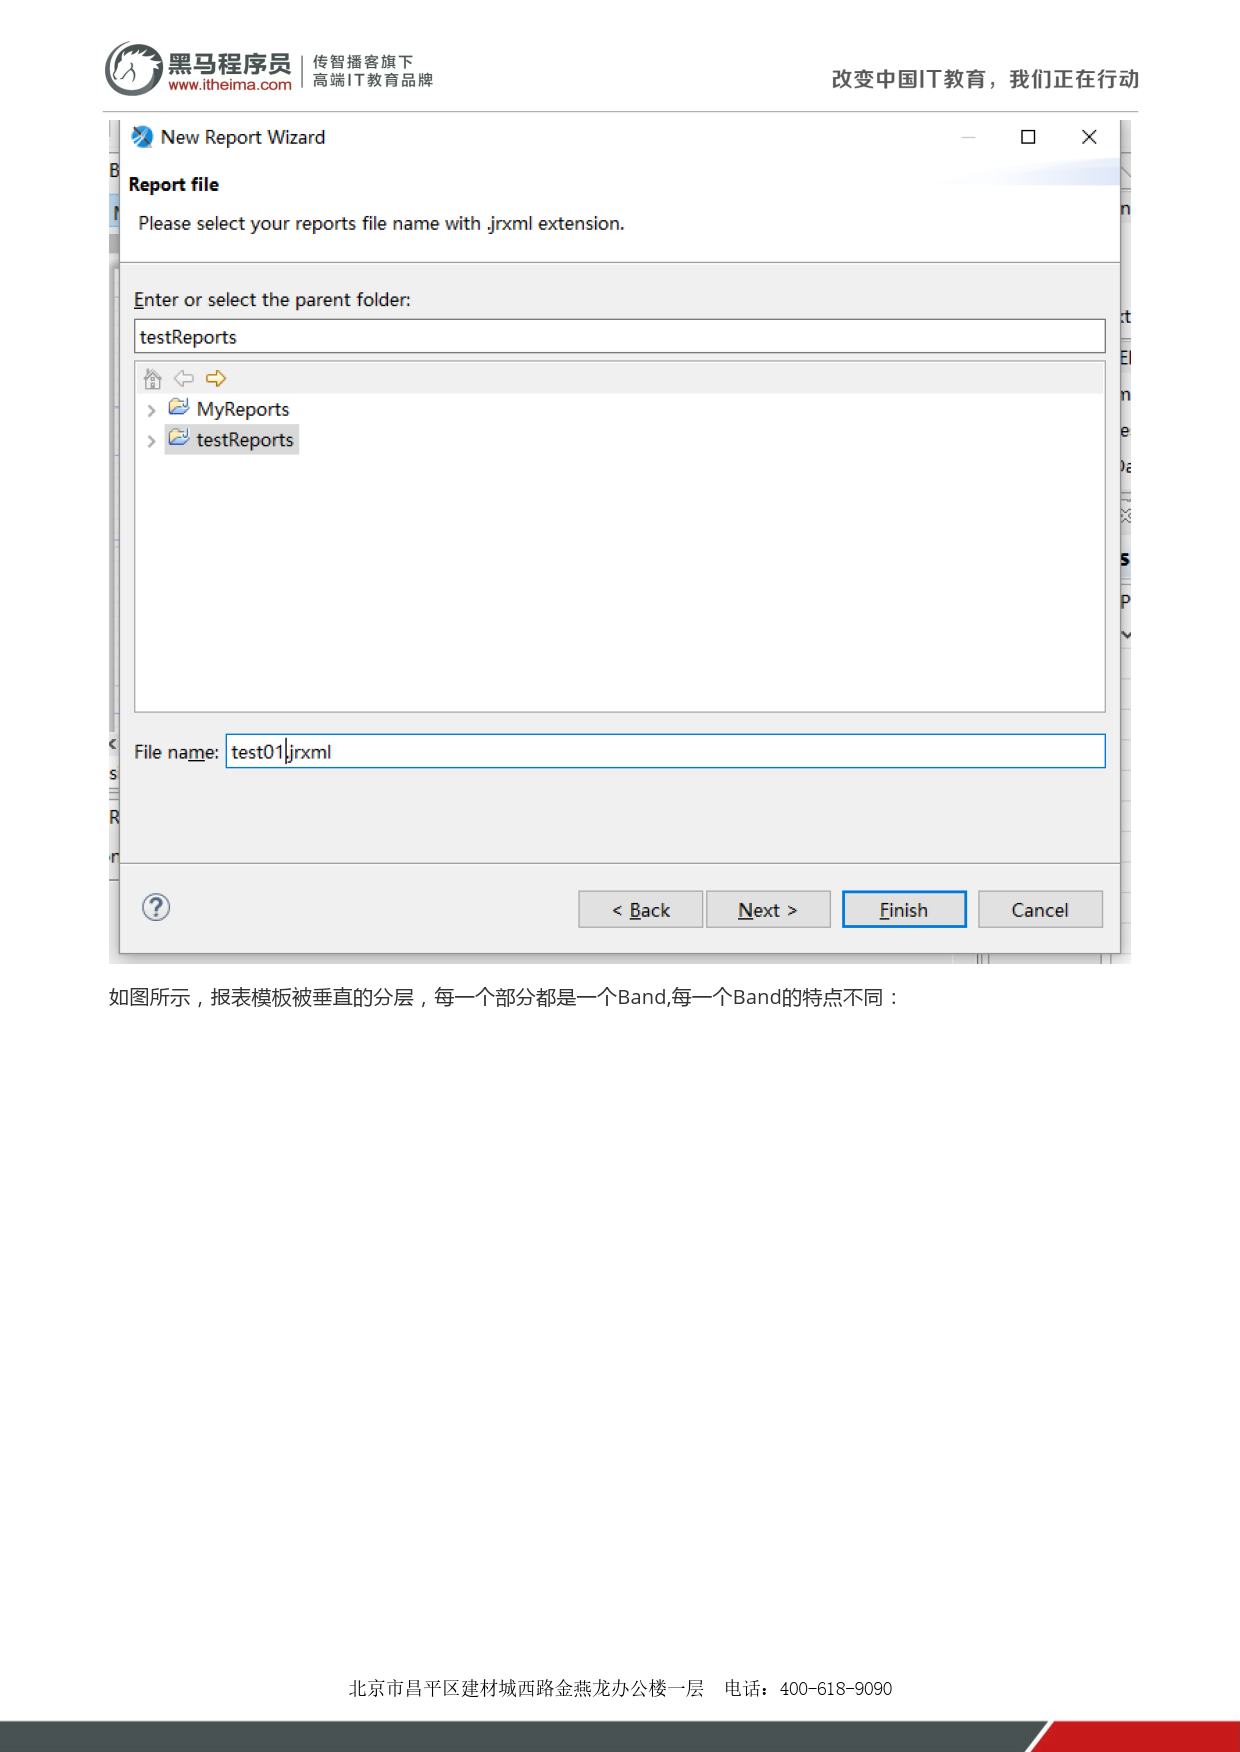 黑马程序员
www.itheima.com
传智播客旗下
高端IT教育品牌
改变中国IT教育，我们正在行动
New Report Wizard
Report file
Please select your reports file name with .jrxml extension.
Enter or select the parent folder:
testReports
MyReports
testReports
File name: test01.jrxml
< Back
Next >
Finish
Cancel
如图所示，报表模板被垂直的分层，每一个部分都是一个Band,每一个Band的特点不同：
北京市昌平区建材城西路金燕龙办公楼一层 电话：400-618-9090